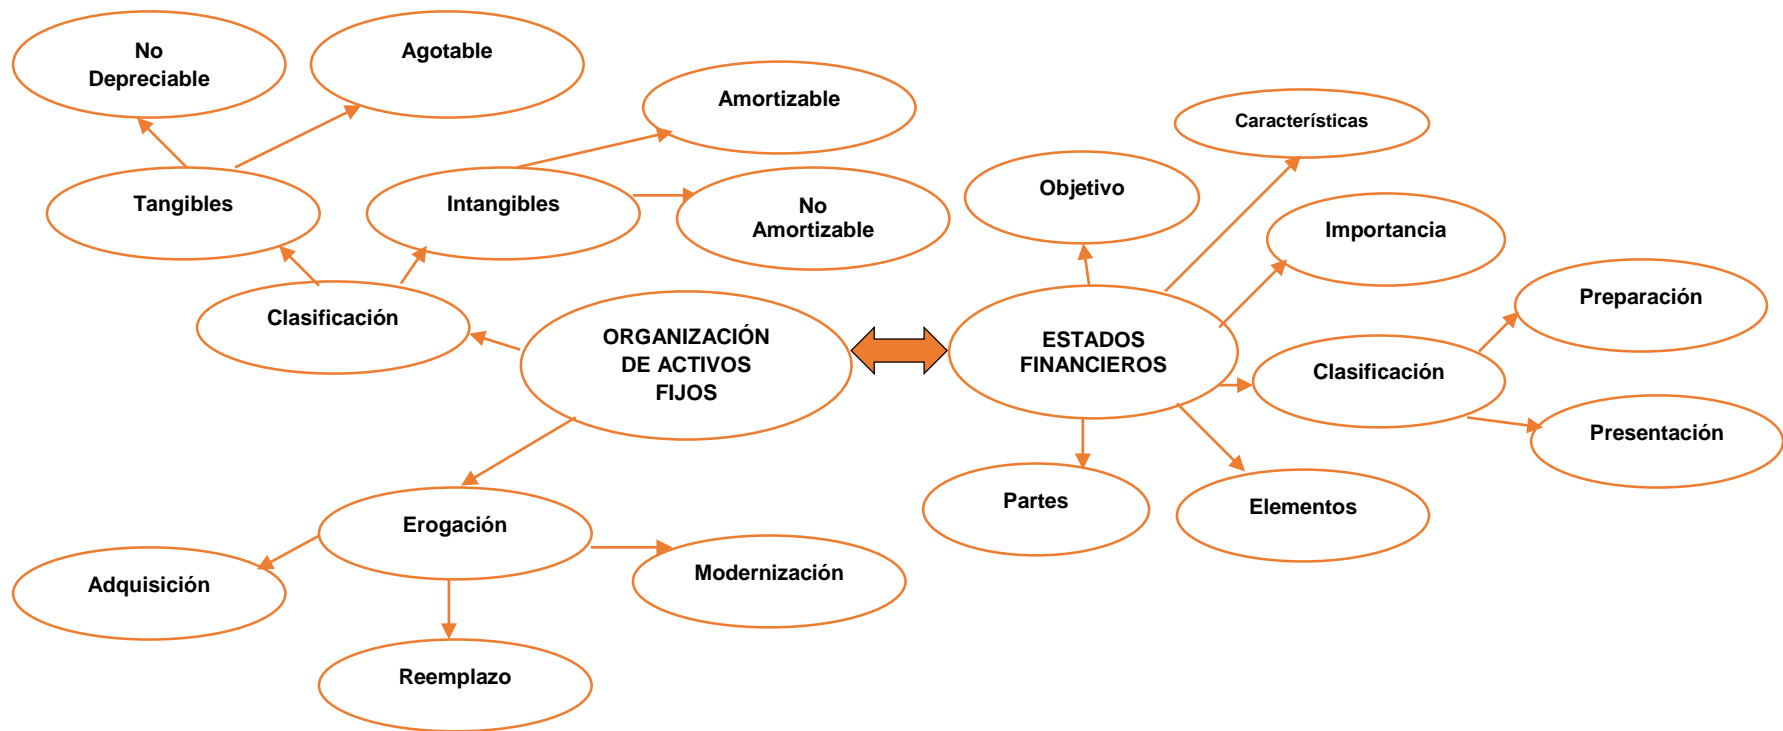 No
Depreciable
Agotable
Amortizable
Características
Tangibles
Intangibles
No
Amortizable
Objetivo
Importancia
Clasificación
ORGANIZACIÓN
DE ACTIVOS
FIJOS
ESTADOS
FINANCIEROS
Preparación
Clasificación
Presentación
Partes
Elementos
Erogación
Adquisición
Modernización
Reemplazo